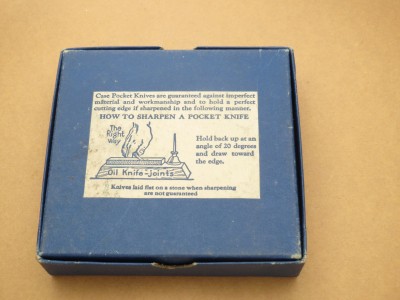 Case Pocket Knives are guaranteed against imperfect
material and workmanship and to hold a perfect
cutting edge if sharpened in the following manner.
HOW TO SHARPEN A POCKET KNIFE
The
Right
Way
Hold back up at an
angle of 20 degrees
and draw toward
the edge.
Oil Knife-Joints
Knives laid flat on a stone when sharpening
are not guaranteed